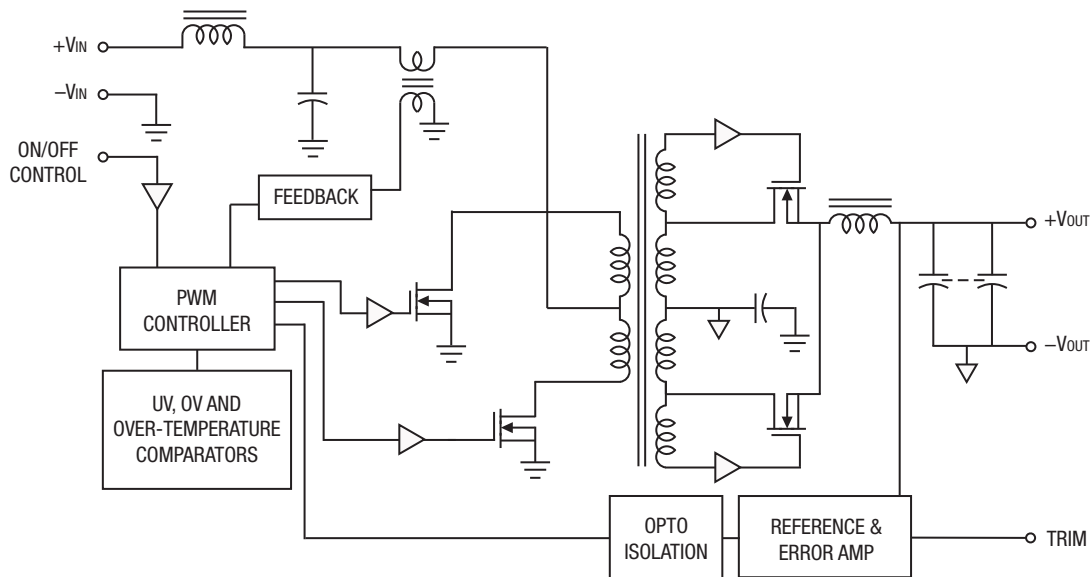 +VIN
−VIN
ON/OFF
CONTROL
FEEDBACK
PWM
CONTROLLER
UV, OV AND
OVER-TEMPERATURE
COMPARATORS
+VOUT
−VOUT
OPTO
ISOLATION
REFERENCE &
ERROR AMP
TRIM